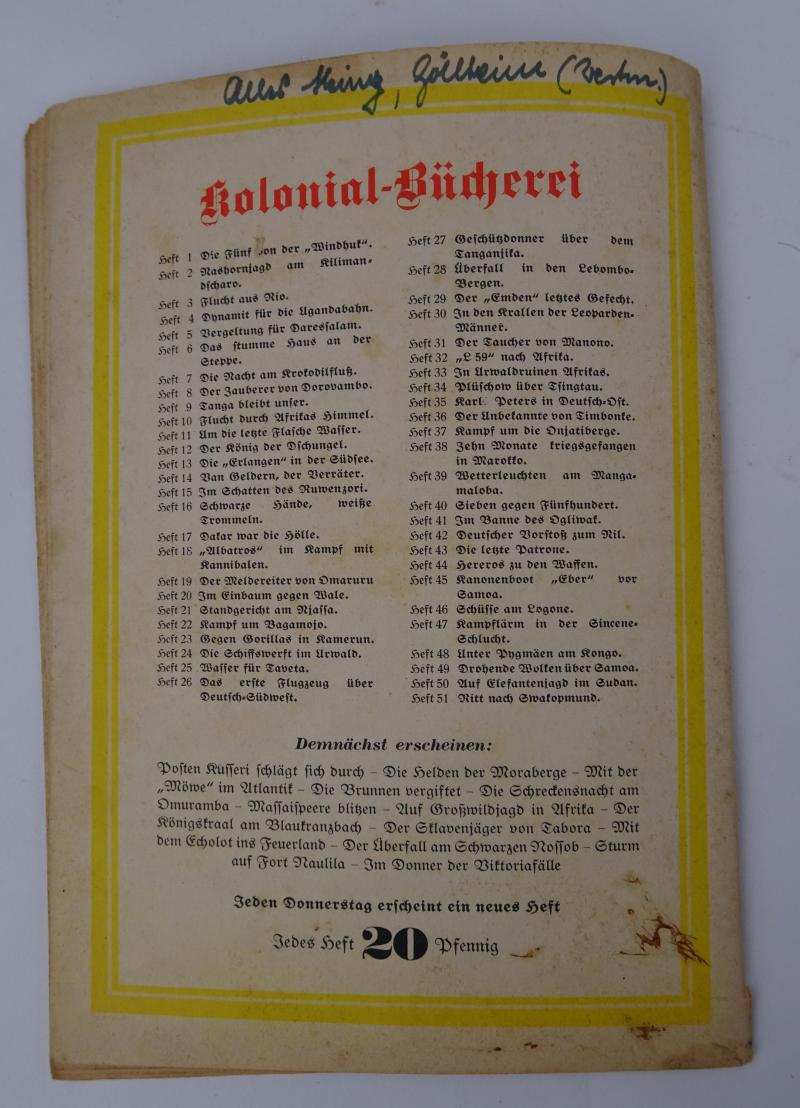 Göllheim
Kolonial-Bücherei
Heft 1 Die Fünf von der „Windhuk“.
Heft 2 Nashornjagd am Kiliman-
dscharo.
Heft 3 Flucht aus Rio.
Heft 4 Dynamit für die Ugandabahn.
Heft 5 Vergeltung für Daressalam.
Heft 6 Das stumme Haus an der
Steppe.
Heft 7 Die Nacht am Krokodilfluß.
Heft 8 Der Zauberer von Dorovambo.
Heft 9 Tanga bleibt unser.
Heft 10 Flucht durch Afrikas Himmel.
Heft 11 Um die letzte Flasche Wasser.
Heft 12 Der König der Dschungel.
Heft 13 Die „Erlangen“ in der Südsee.
Heft 14 Van Geldern, der Verräter.
Heft 15 Im Schatten des Ruwenzori.
Heft 16 Schwarze Hände, weiße
Trommeln.
Heft 17 Dakar war die Hölle.
Heft 18 „Albatros“ im Kampf mit
Kannibalen.
Heft 19 Der Meldereiter von Omaruru
Heft 20 Im Einbaum gegen Wale.
Heft 21 Standgericht am Njassa.
Heft 22 Kampf um Bagamojo.
Heft 23 Gegen Gorillas in Kamerun.
Heft 24 Die Schiffswerft im Urwald.
Heft 25 Wasser für Taveta.
Heft 26 Das erste Flugzeug über
Deutsch-Südwest.
Heft 27 Geschützdonner über dem
Tanganjika.
Heft 28 Überfall in den Lebombo-
Bergen.
Heft 29 Der „Emden“ letztes Gefecht.
Heft 30 In den Krallen der Leoparden-
Männer.
Heft 31 Der Taucher von Manono.
Heft 32 „L 59“ nach Afrika.
Heft 33 In Urwaldruinen Afrikas.
Heft 34 Plüschow über Tsingtau.
Heft 35 Karl Peters in Deutsch-Ost.
Heft 36 Der Unbekannte von Timbonke.
Heft 37 Kampf um die Onjatiberge.
Heft 38 Zehn Monate kriegsgefangen
in Marokko.
Heft 39 Wetterleuchten am Manga-
maloba.
Heft 40 Sieben gegen Fünfhundert.
Heft 41 Im Banne des Ogliwak.
Heft 42 Deutscher Vorstoß zum Nil.
Heft 43 Die letzte Patrone.
Heft 44 Hereros zu den Waffen.
Heft 45 Kanonenboot „Eber“ vor
Samoa.
Heft 46 Schüsse am Logone.
Heft 47 Kampflärm in der Sincene-
Schlucht.
Heft 48 Unter Pygmäen am Kongo.
Heft 49 Drohende Wolken über Samoa.
Heft 50 Auf Elefantenjagd im Sudan.
Heft 51 Ritt nach Swakopmund.
Demnächst erscheinen:
Posten Küfferi schlägt sich durch – Die Helden der Moraberge – Mit der
„Möwe“ im Atlantik – Die Brunnen vergiftet – Die Schreckensnacht am
Omuramba – Massaispeere blitzen – Auf Großwildjagd in Afrika – Der
Königskraal am Blaukranzbach – Der Sklavenjäger von Tabora – Mit
dem Echolot ins Feuerland – Der Überfall am Schwarzen Nossob – Sturm
auf Fort Naulila – Im Donner der Viktoriafälle
Jeden Donnerstag erscheint ein neues Heft
Jedes Heft 20 Pfennig